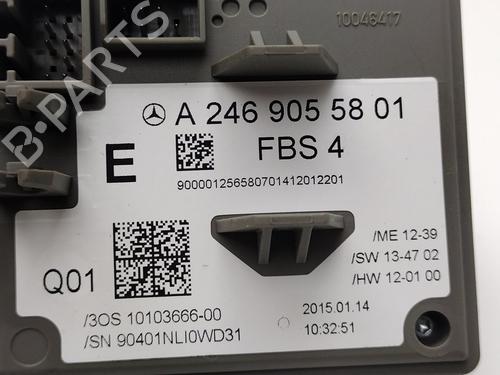 10046417
A 246 905 58 01
E
FBS 4
900001256580701412012201
/ME 12-39
Q01
/SW 13-47 02
/HW 12-01 00
/3OS 10103666-00
2015.01.14
/SN 90401NLI0WD31
10:32:51
B-PARTS